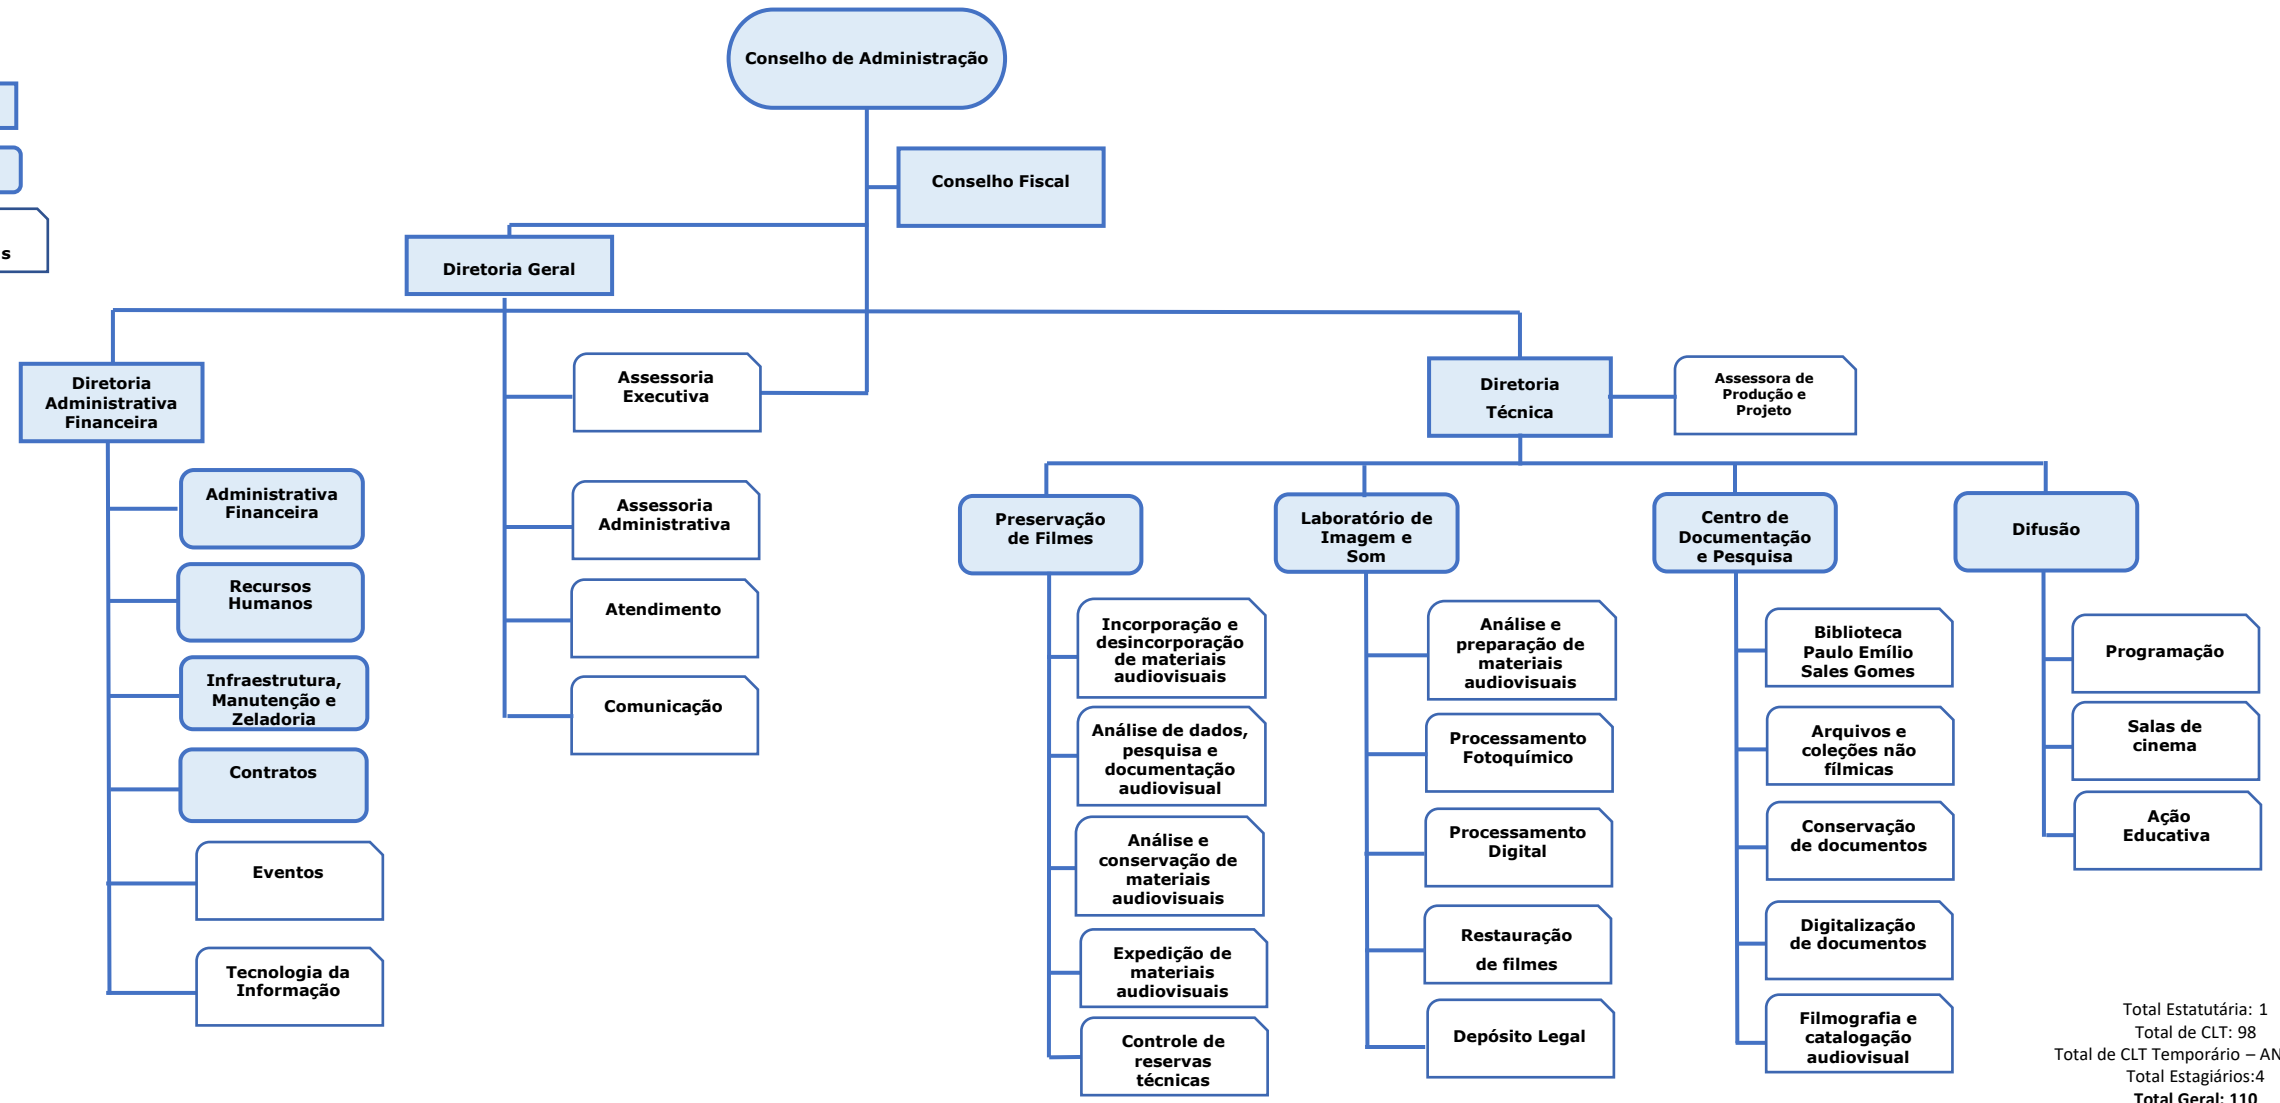 Conselho de Administração
Conselho Fiscal
s
Diretoria Geral
Diretoria
Administrativa
Financeira
Assessoria
Executiva
Diretoria
Técnica
Assessora de
Produção e
Projeto
Administrativa
Financeira
Recursos
Humanos
Infraestrutura,
Manutenção e
Zeladoria
Contratos
Eventos
Tecnologia da
Informação
Assessoria
Administrativa
Atendimento
Comunicação
Preservação
de Filmes
Incorporação e
desincorporação
de materiais
audiovisuais
Análise de dados,
pesquisa e
documentação
audiovisual
Análise e
conservação de
materiais
audiovisuais
Expedição de
materiais
audiovisuais
Controle de
reservas
técnicas
Laboratório de
Imagem e
Som
Análise e
preparação de
materiais
audiovisuais
Processamento
Fotoquímico
Processamento
Digital
Restauração
de filmes
Depósito Legal
Centro de
Documentação
e Pesquisa
Biblioteca
Paulo Emílio
Sales Gomes
Arquivos e
coleções não
fílmicas
Conservação
de documentos
Digitalização
de documentos
Filmografia e
catalogação
audiovisual
Difusão
Programação
Salas de
cinema
Ação
Educativa
Total Estatutária: 1
Total de CLT: 98
Total de CLT Temporário – AN
Total Estagiários:4
Total Geral: 110